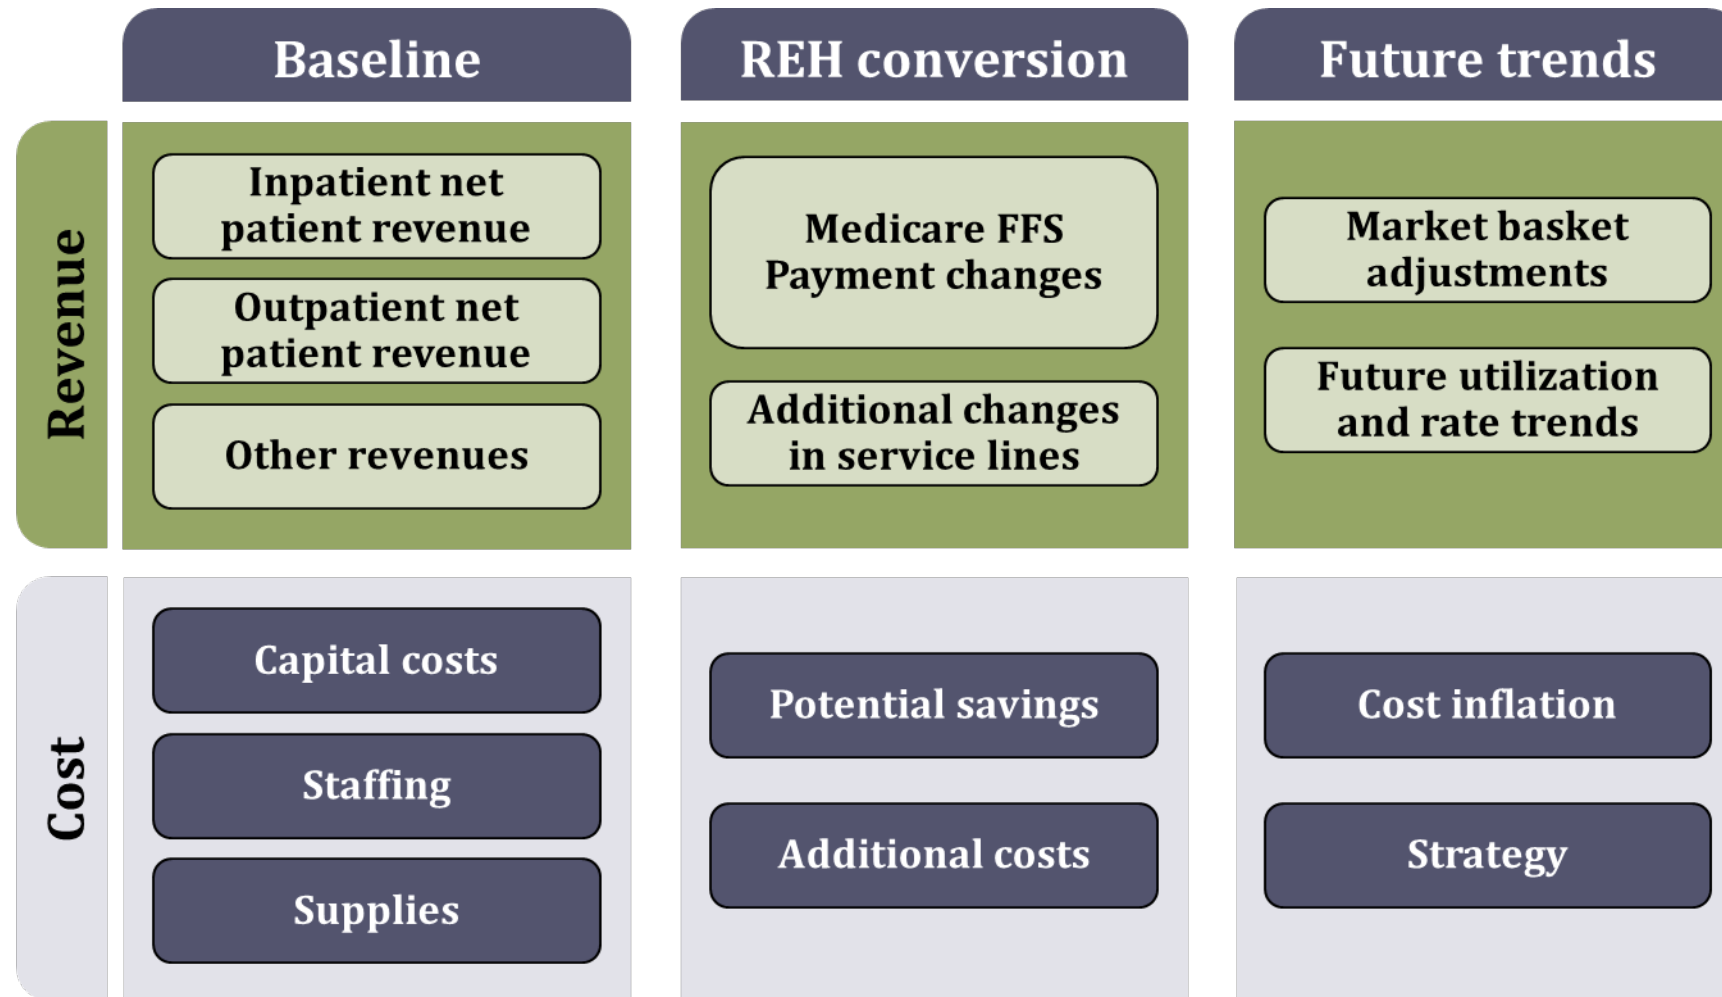 Baseline
REH conversion
Future trends
Revenue
Inpatient net
patient revenue
Outpatient net
patient revenue
Other revenues
Medicare FFS
Payment changes
Additional changes
in service lines
Market basket
adjustments
Future utilization
and rate trends
Cost
Capital costs
Staffing
Supplies
Potential savings
Additional costs
Cost inflation
Strategy